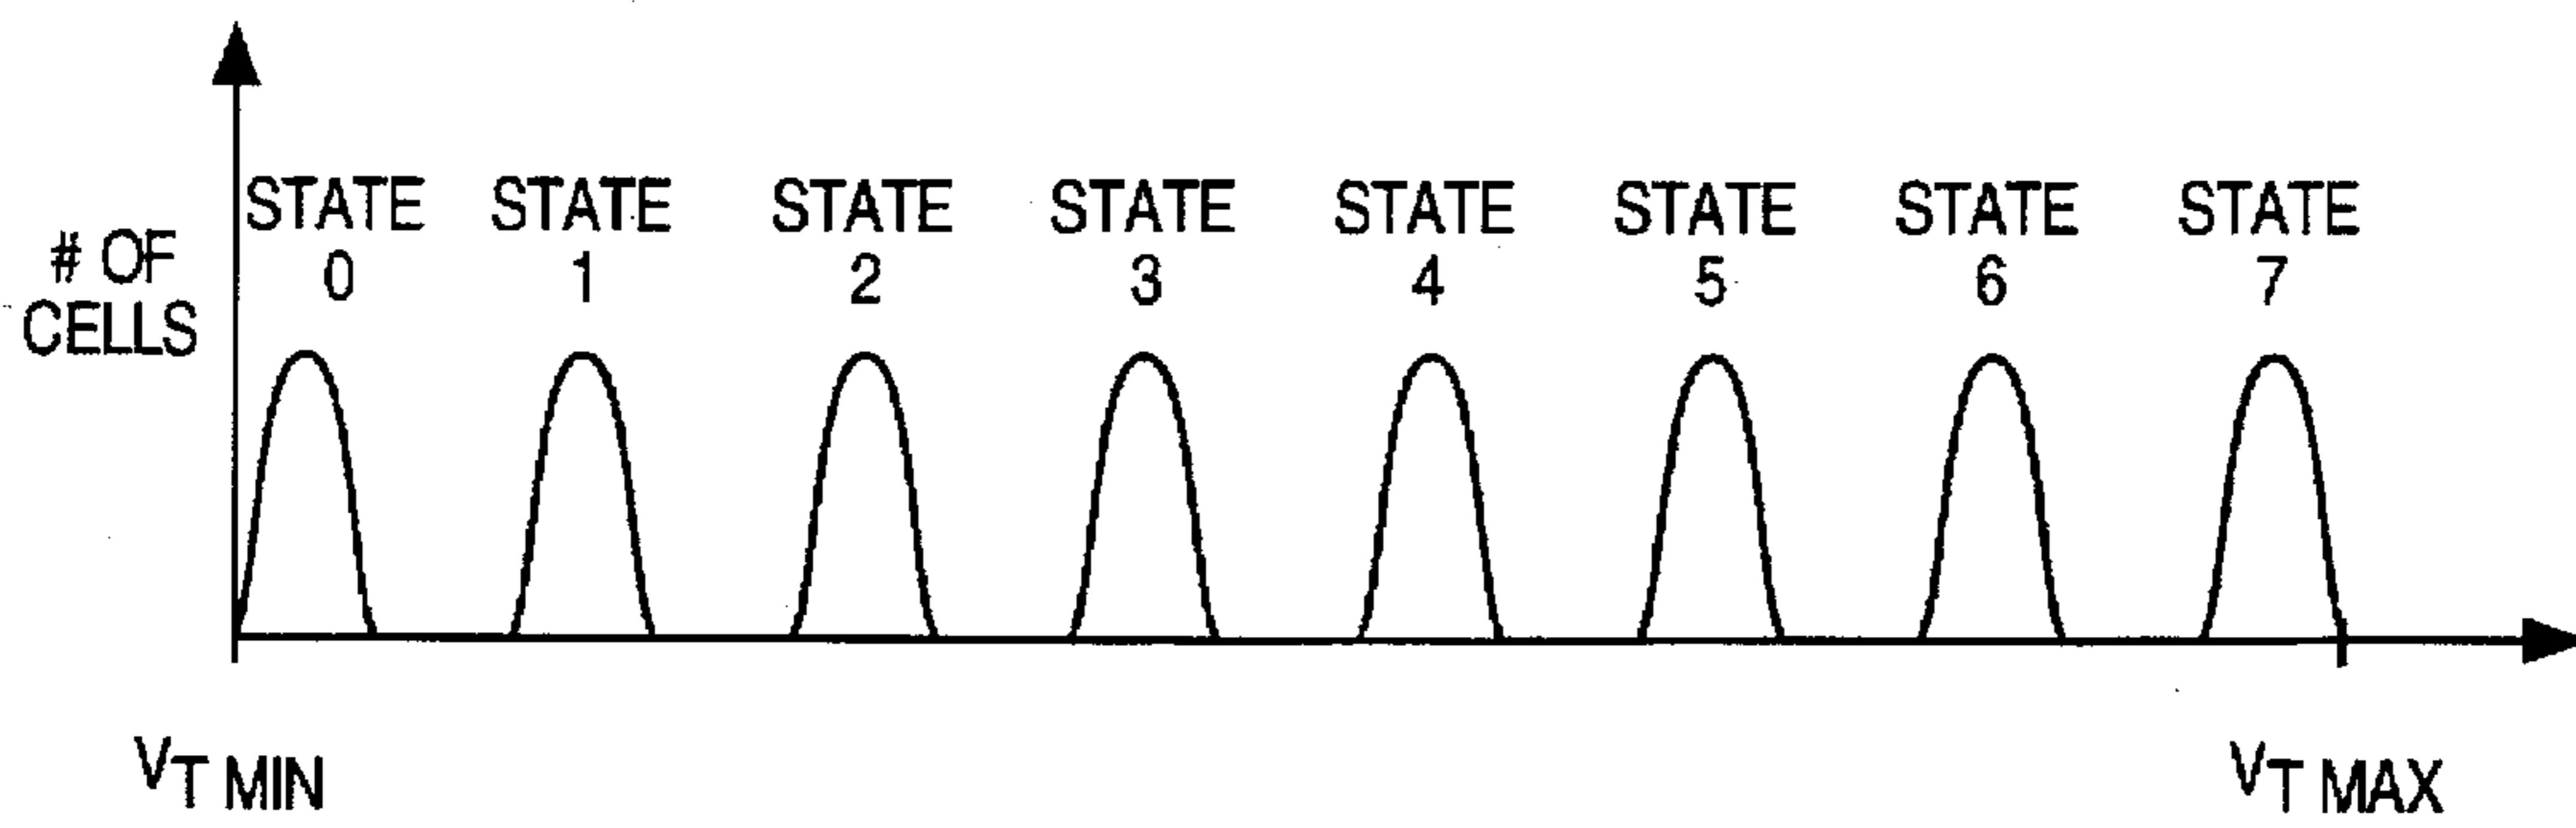 STATE STATE STATE STATE STATE STATE STATE STATE
0 1 2 3 4 5 6 7
# OF
CELLS
VT MIN
VT MAX